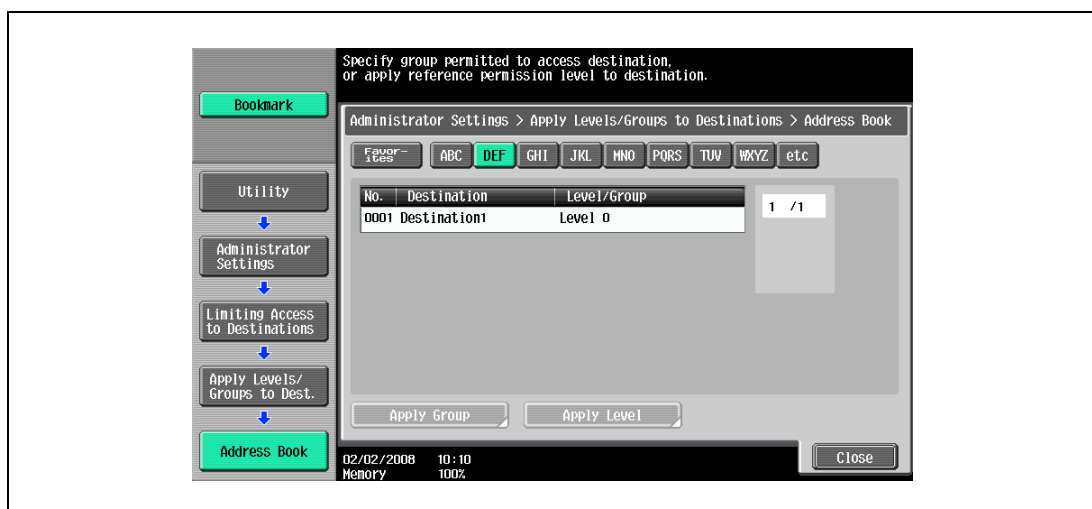 Specify group permitted to access destination,
or apply reference permission level to destination.
Bookmark
Administrator Settings > Apply Levels/Groups to Destinations > Address Book
Favor-
ites
ABC DEF GHI JKL MNO PQRS TUV WXYZ etc
Utility
No. Destination Level/Group
1 /1
0001 Destination1 Level 0
Administrator
Settings
Limiting Access
to Destinations
Apply Levels/
Groups to Dest.
Apply Group Apply Level
Address Book
Close
02/02/2008 10:10
Memory 100%